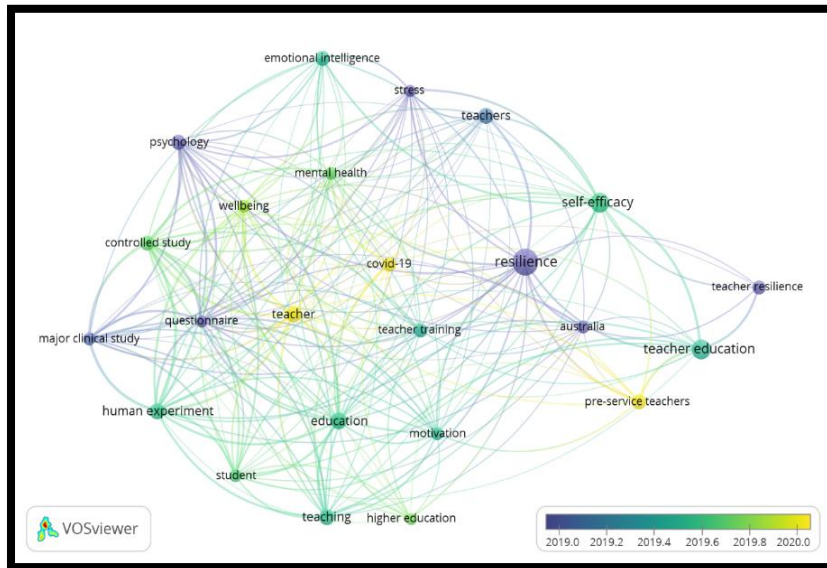 emotional intelligence
stress
teachers
psychology
mental health
wellbeing
self-efficacy
controlled study
covid-19
resilience
teacher resilience
teacher
questionnaire
teacher training
australia
major clinical study
teacher education
pre-service teachers
human experiment
education
motivation
student
teaching
higher education
VOSviewer
2019.0 2019.2 2019.4 2019.6 2019.8 2020.0